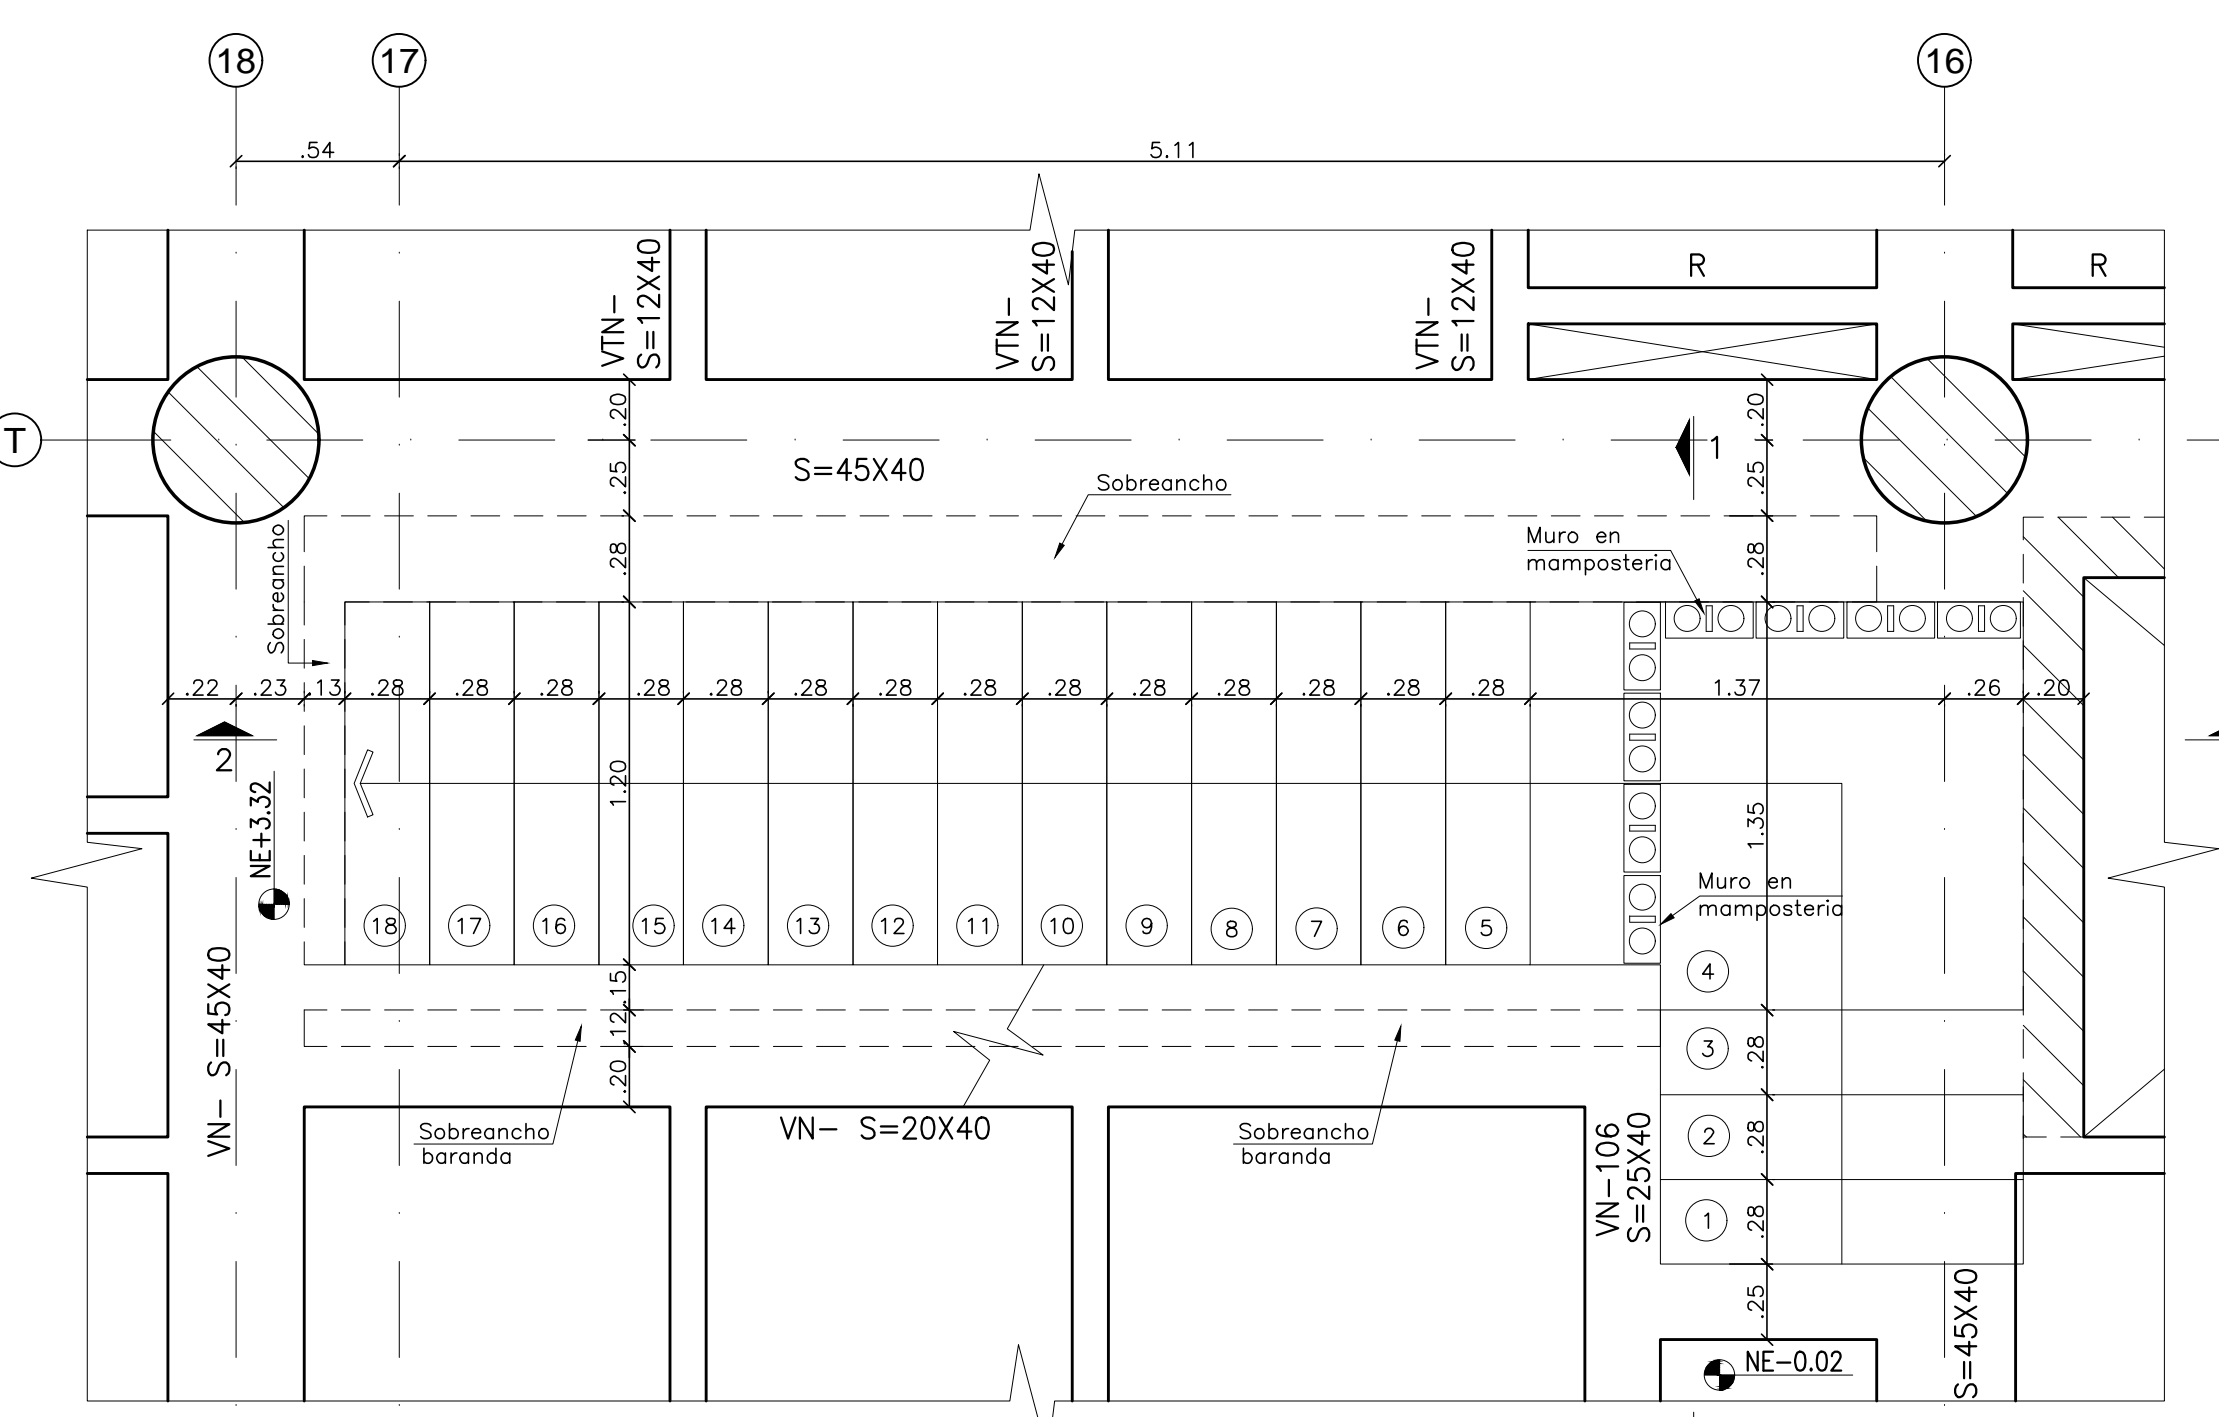 18
17
16
.54
5.11
VTN-
S=12X40
VTN-
S=12X40
VTN-
S=12X40
R
R
T
.20
.20
1
S=45X40
.25
.25
Sobreancho
Sobreancho
.28
.28
Muro en
mamposteria
.22
.23
.13
.28
.28
.28
.28
.28
.28
.28
.28
.28
.28
.28
.28
.28
.28
1.37
.26
.20
2
NE+3.32
1.20
1.35
Muro en
mamposteria
18
17
16
15
14
13
12
11
10
9
8
7
6
5
4
3
2
1
VN- S=45X40
.15
.12
.20
.28
.28
.28
.25
Sobreancho
baranda
VN- S=20X40
Sobreancho
baranda
VN-106
S=25X40
S=45X40
NE-0.02